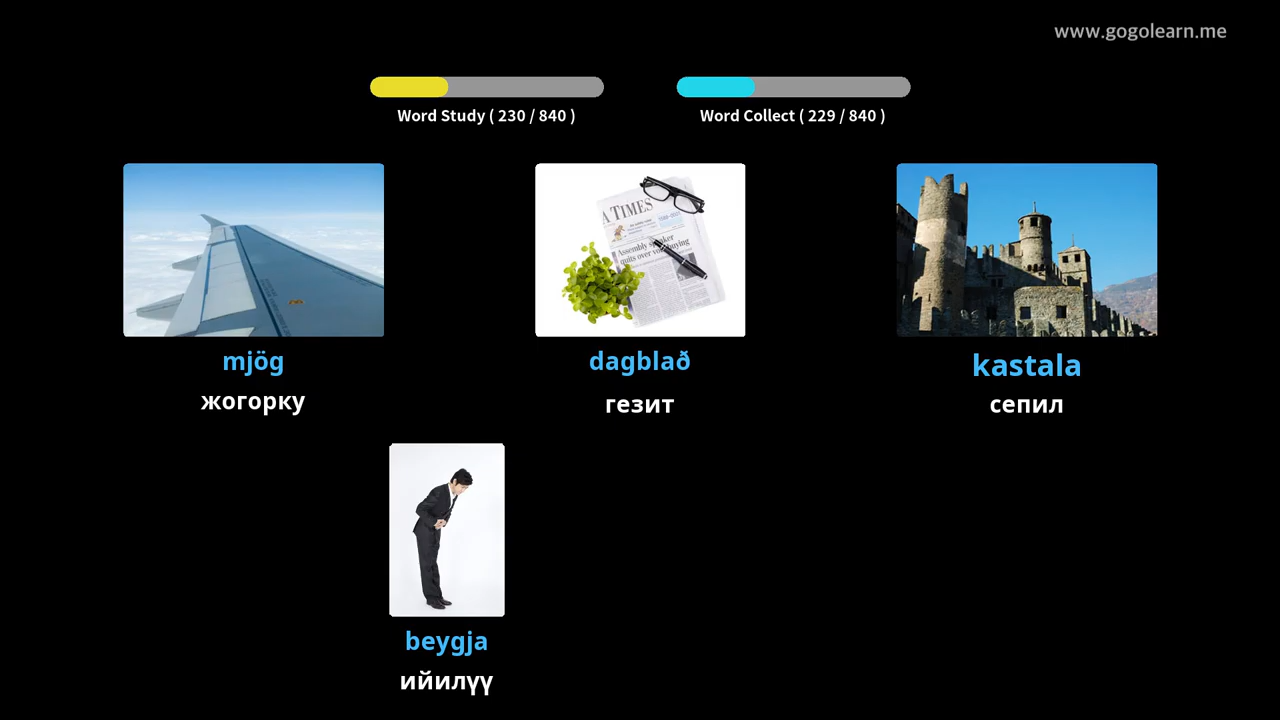 www.gogolearn.me
Word Study ( 230 / 840 )
Word Collect ( 229 / 840 )
A TIMES
mjög
dagblað
kastala
жогорку
гезит
сепил
beygja
ийилүү